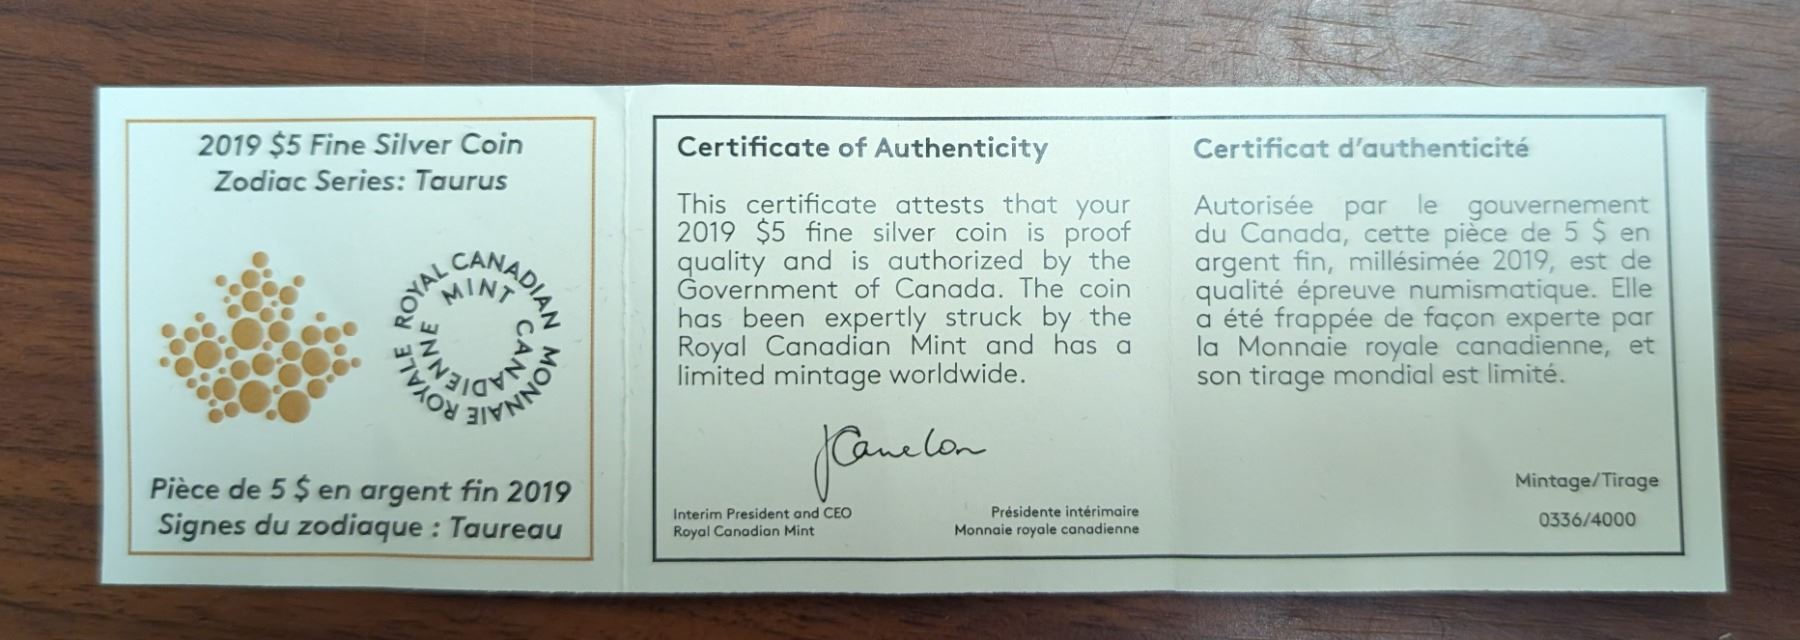 2019 $5 Fine Silver Coin
Zodiac Series: Taurus
ROYAL CANADIAN MINT
MONNAIE ROYALE CANADIENNE
Pièce de 5 $ en argent fin 2019
Signes du zodiaque : Taureau
Certificate of Authenticity
This certificate attests that your
2019 $5 fine silver coin is proof
quality and is authorized by the
Government of Canada. The coin
has been expertly struck by the
Royal Canadian Mint and has a
limited mintage worldwide.
JCamelon
Interim President and CEO
Royal Canadian Mint
Présidente intérimaire
Monnaie royale canadienne
Certificat d'authenticité
Autorisée par le gouvernement
du Canada, cette pièce de 5 $ en
argent fin, millésimée 2019, est de
qualité épreuve numismatique. Elle
a été frappée de façon experte par
la Monnaie royale canadienne, et
son tirage mondial est limité.
Mintage/Tirage
0336/4000